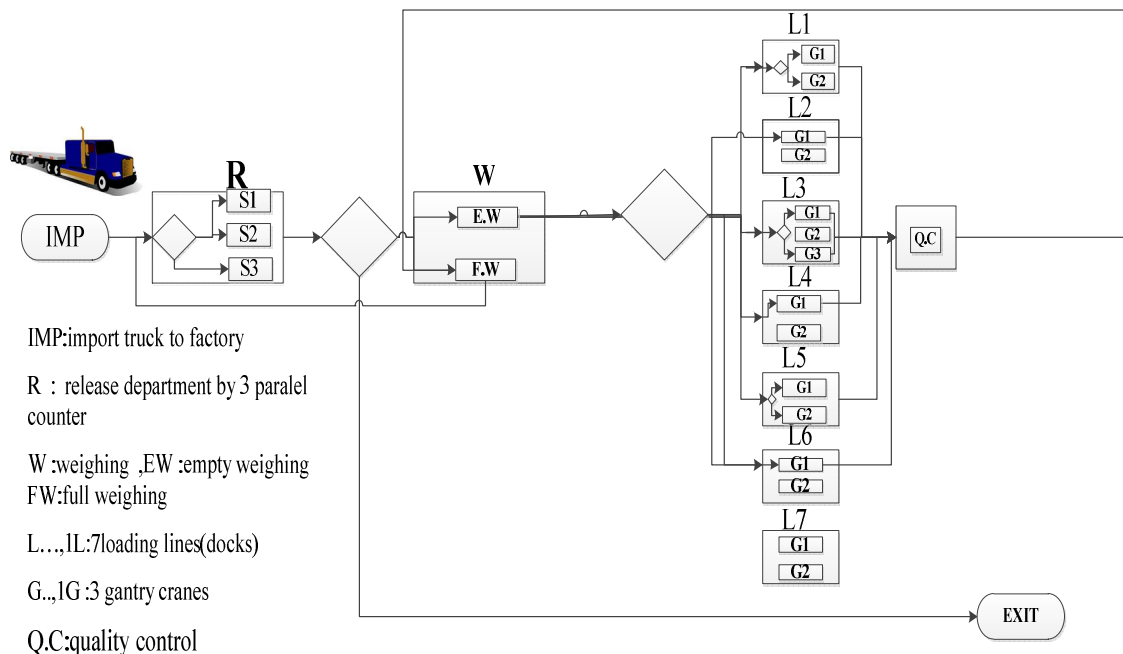 L1
G1
G2
L2
G1
G2
R
S1
S2
S3
W
E.W
F.W
L3
G1
G2
G3
IMP
Q.C
L4
G1
G2
L5
G1
G2
L6
G1
G2
L7
G1
G2
EXIT
IMP:import truck to factory
R : release department by 3 paralel
counter
W :weighing ,EW :empty weighing
FW:full weighing
L…,1L:7loading lines(docks)
G..,1G :3 gantry cranes
Q.C:quality control